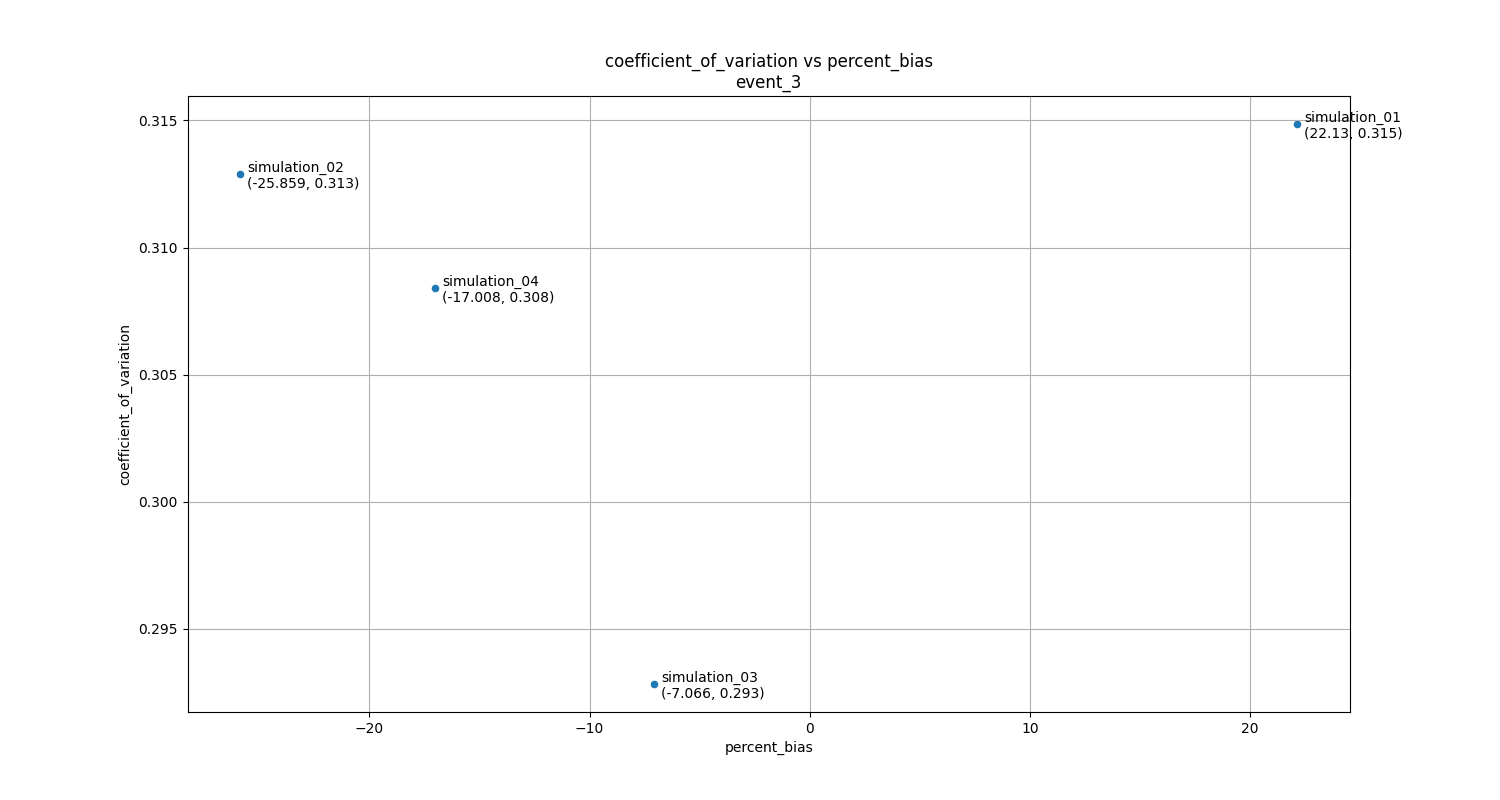 coefficient_of_variation vs percent_bias
event_3
0.315
0.310
0.305
0.300
0.295
coefficient_of_variation
simulation_01
(22.13, 0.315)
simulation_02
(-25.859, 0.313)
simulation_04
(-17.008, 0.308)
simulation_03
(-7.066, 0.293)
−20
−10
0
10
20
percent_bias